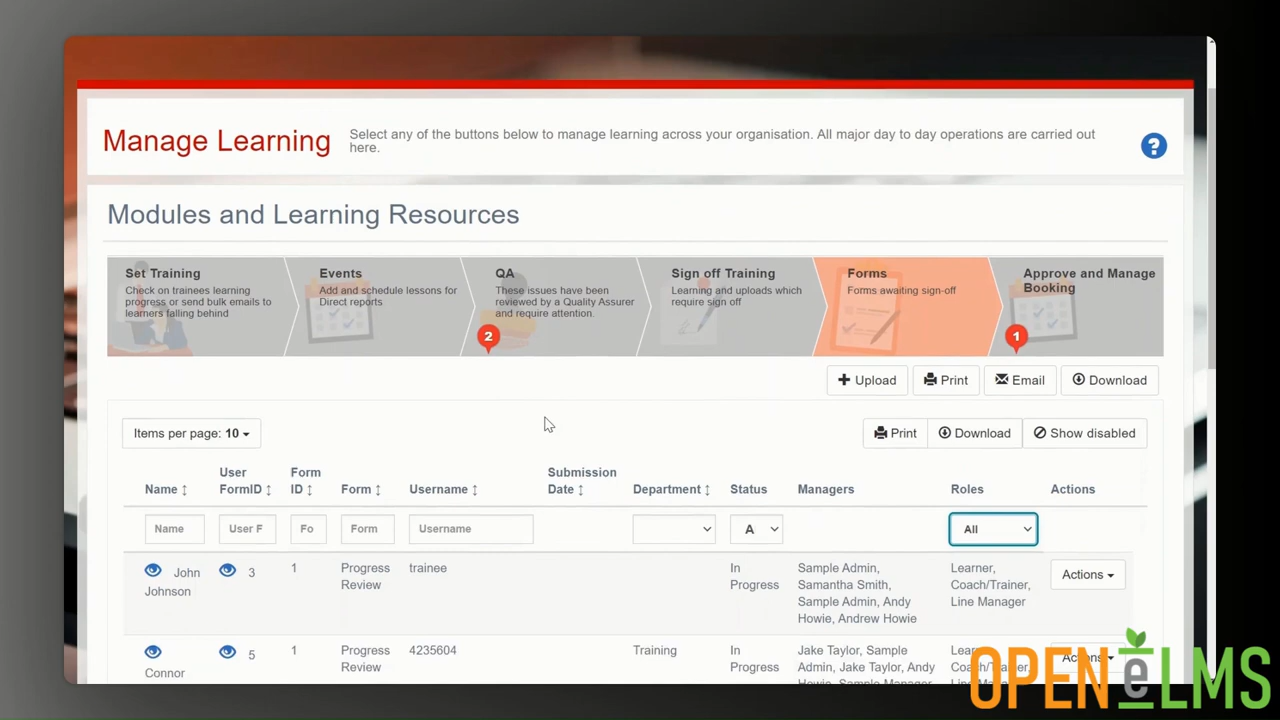 Manage Learning
Select any of the buttons below to manage learning across your organisation. All major day to day operations are carried out
here.
?
Modules and Learning Resources
Set Training
Check on trainees learning
progress or send bulk emails to
learners falling behind
Events
Add and schedule lessons for
Direct reports
QA
These issues have been
reviewed by a Quality Assurer
and require attention.
2
Sign off Training
Learning and uploads which
require sign off
Forms
Forms awaiting sign-off
Approve and Manage
Booking
1
Upload Print Email Download
Items per page: 10
Print Download Show disabled
Name User FormID Form ID Form Username Submission Date Department Status Managers Roles Actions
Name User F Fo Form Username A All
John Johnson 3 1 Progress Review trainee In Progress Sample Admin, Samantha Smith, Sample Admin, Andy Howie, Andrew Howie Learner, Coach/Trainer, Line Manager Actions
Connor 5 1 Progress Review 4235604 Training In Progress Jake Taylor, Sample Admin, Jake Taylor, Andy Howie, Sample Manager Actions
OPENeLMS